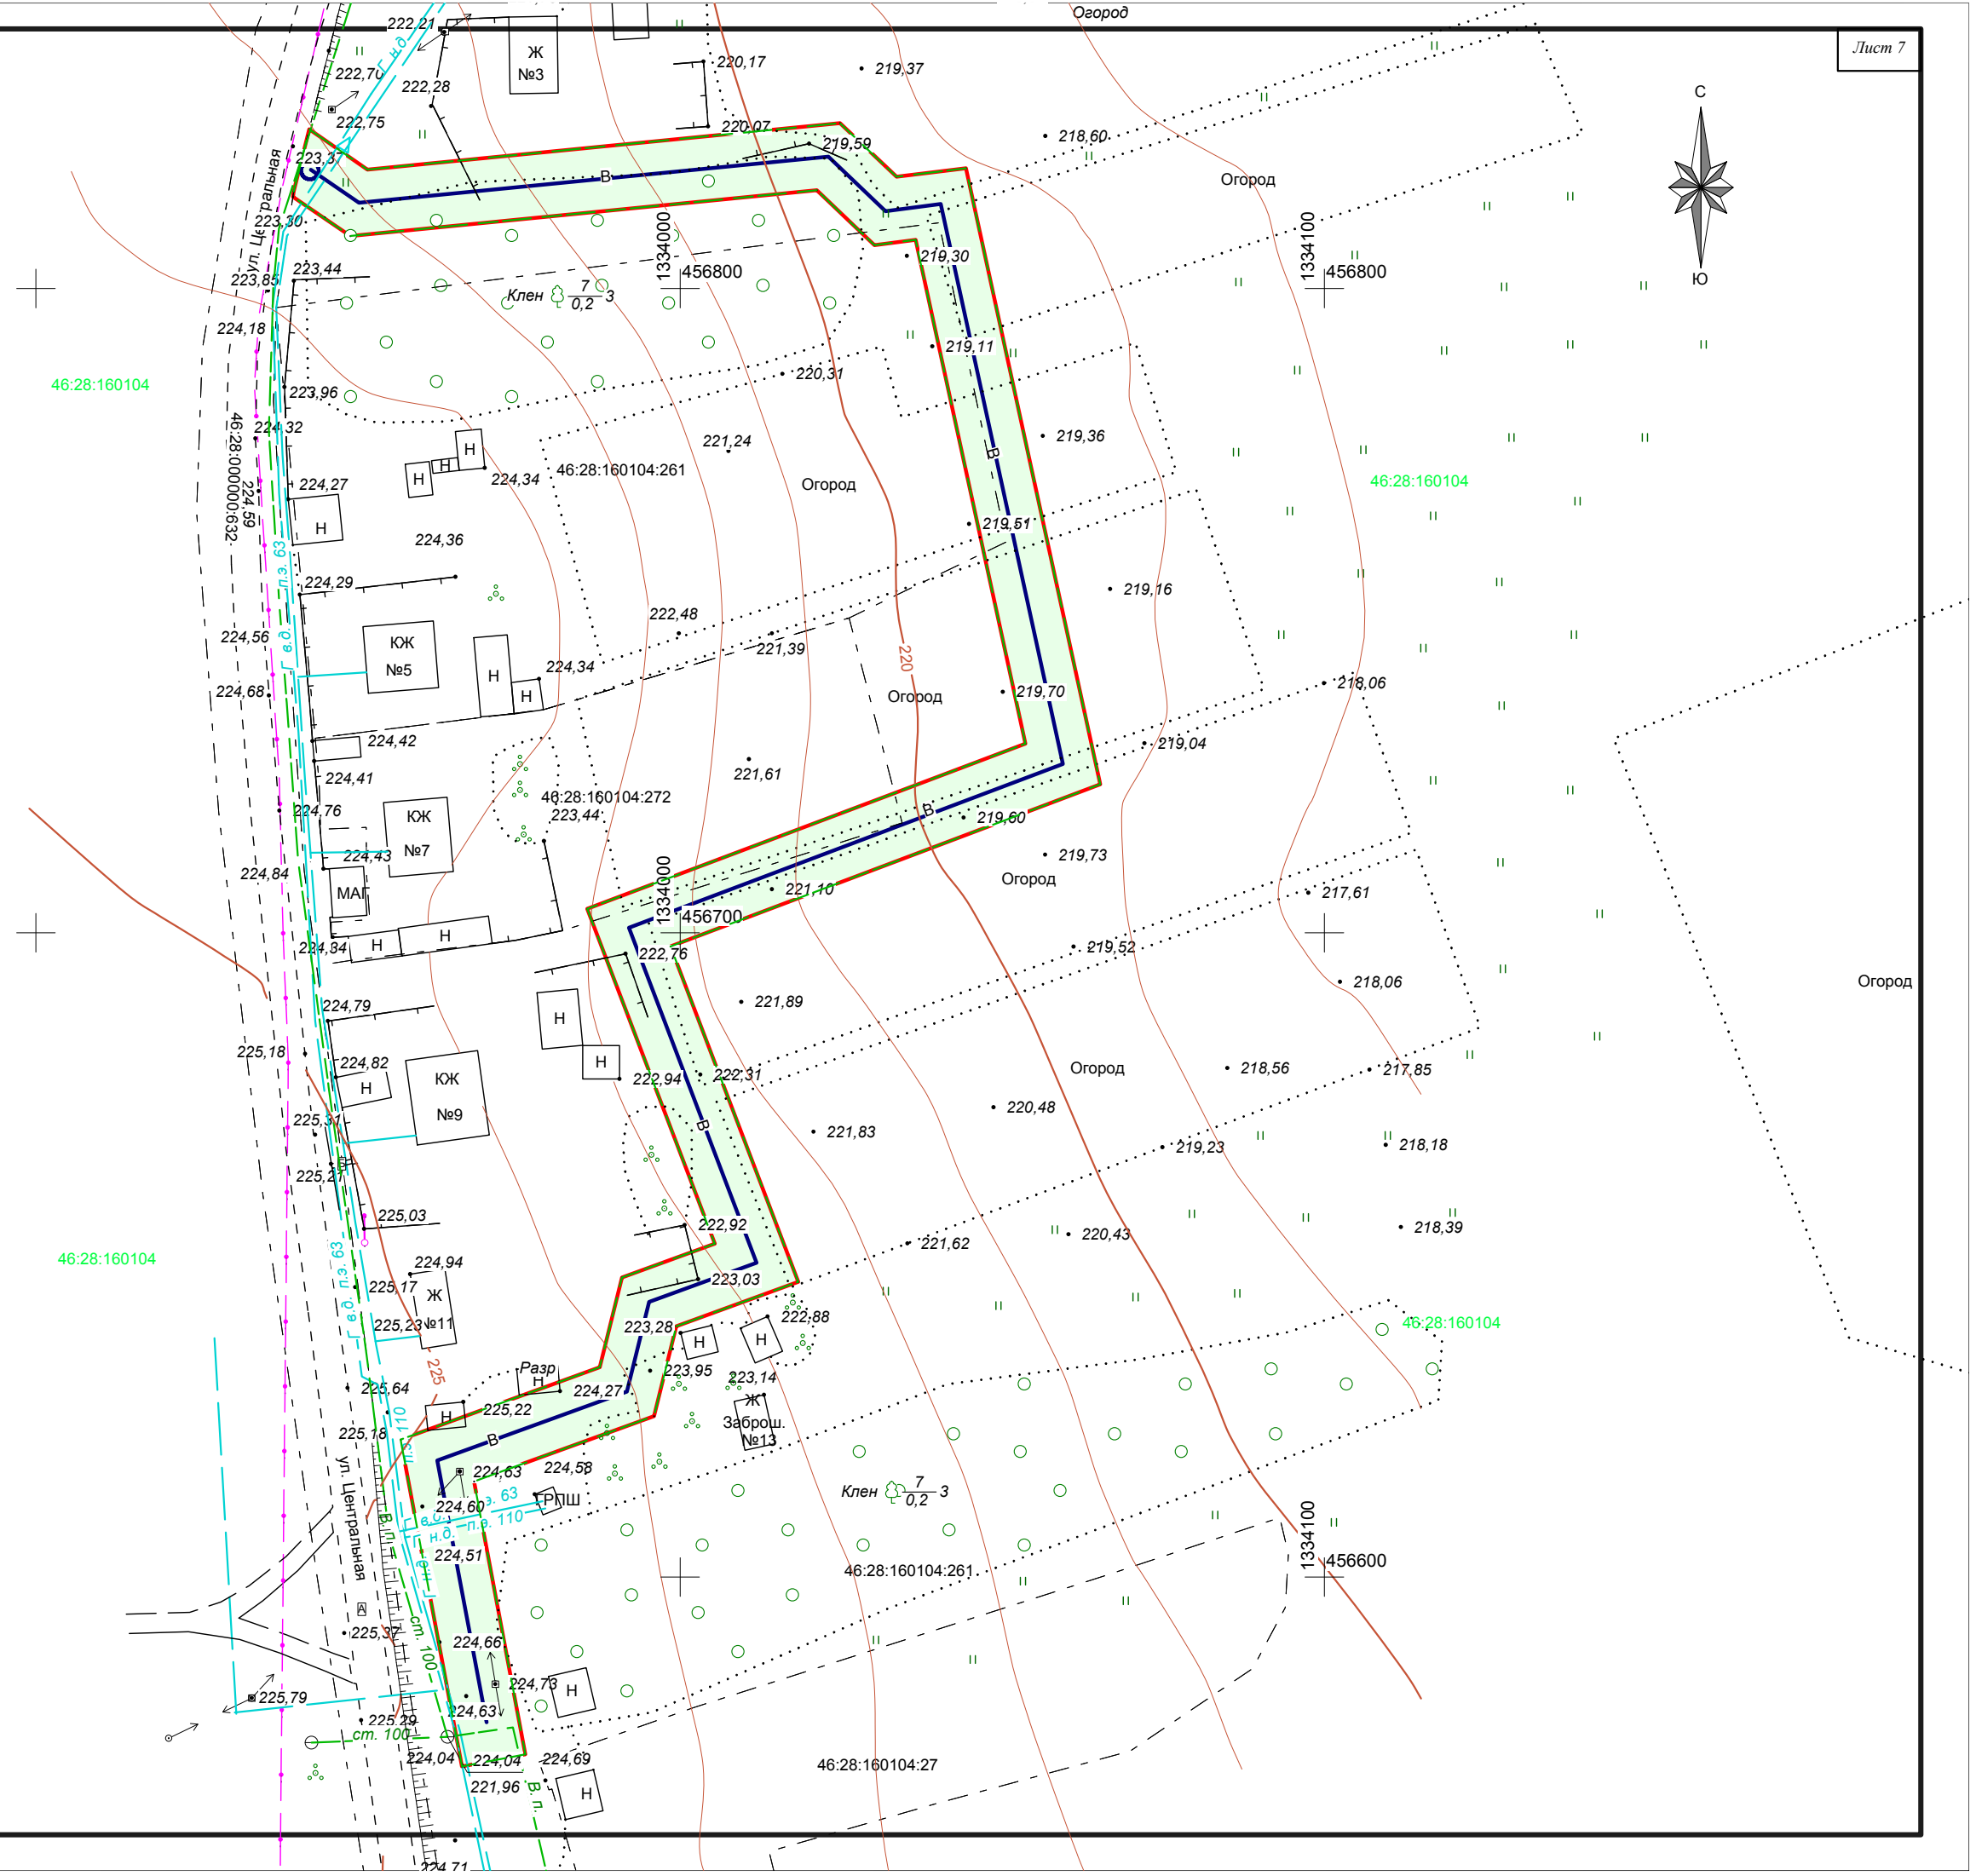 Огород
Лист 7
222,21
Г н.д
Ж
№3
220,17
219,37
222,70
222,28
222,75
220,07
219,59
218,60
С
Ю
223,37
В
Огород
ул. Центральная
223,30
1334000
456800
1334100
456800
219,30
223,44
223,85
Клен 7
0,2 3
224,18
219,11
220,31
46:28:160104
223,96
224,32
219,36
221,24
В
46:28:160104:261
Н
Н
Н
224,34
46:28:160104
Огород
224,27
46:28:000000:632
224,59
Н
219,51
224,36
Г в.д. п.э. 63
224,29
219,16
222,48
224,56
КЖ
№5
221,39
224,34
220
Н
Н
218,06
224,68
Огород
219,70
224,42
219,04
221,61
224,41
46:28:160104:272
224,76
КЖ
№7
223,44
В
219,60
224,43
219,73
224,84
МАГ
Огород
221,10
217,61
1334000
456700
Н
Н
224,84
219,52
222,76
218,06
Огород
224,79
221,89
Н
225,18
224,82
Н
КЖ
№9
Н
222,94
222,31
Огород
218,56
217,85
220,48
225,31
В
221,83
218,18
219,23
225,21
225,03
222,92
218,39
221,62
220,43
46:28:160104
224,94
Г в.д. п.э. 63
225,17
Ж
№11
223,03
225,23
222,88
223,28
Н
Н
46:28:160104
225
Разр
Н
223,95
223,14
225,64
224,27
Н
225,22
Ж
Заброш.
№13
225,18
В
224,63
224,58
Клен 7
0,2 3
ГРПШ
224,60
н.д. п.э. 110
1334100
456600
224,51
46:28:160104:261
ул. Центральная
А
225,37
ст. 100
224,66
Н
224,73
225,79
224,63
225,29
ст. 100
224,04
224,04
221,96
224,69
Н
В.п.
46:28:160104:27
224,71